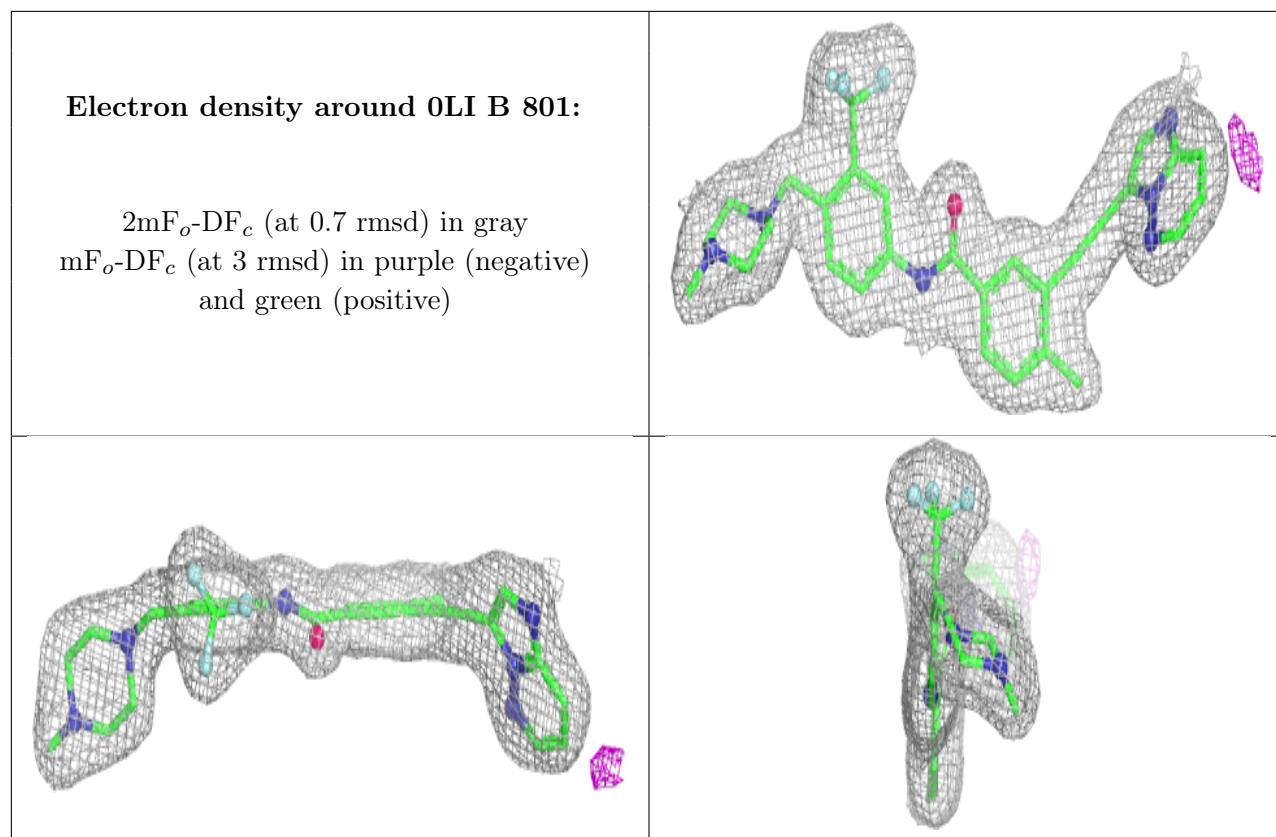 Electron density around 0LI B 801:
2mFo-DFc (at 0.7 rmsd) in gray
mFo-DFc (at 3 rmsd) in purple (negative)
and green (positive)